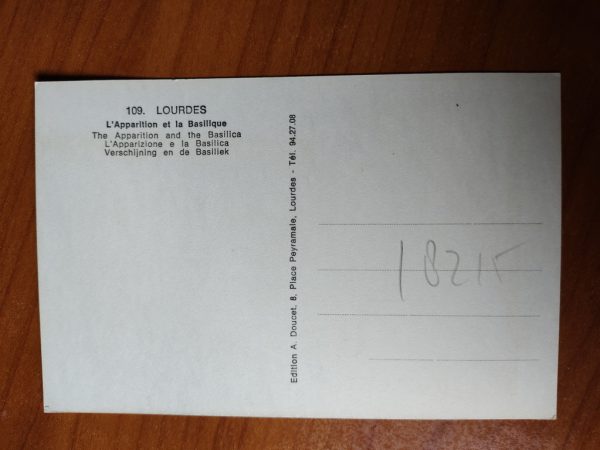 109. LOURDES
L'Apparition et la Basilique
The Apparition and the Basilica
L'Apparizione e la Basilica
Verschijning en de Basiliek
Edition A. Doucet, 8, Place Peyramale, Lourdes - Tél. 94.27.08
18215